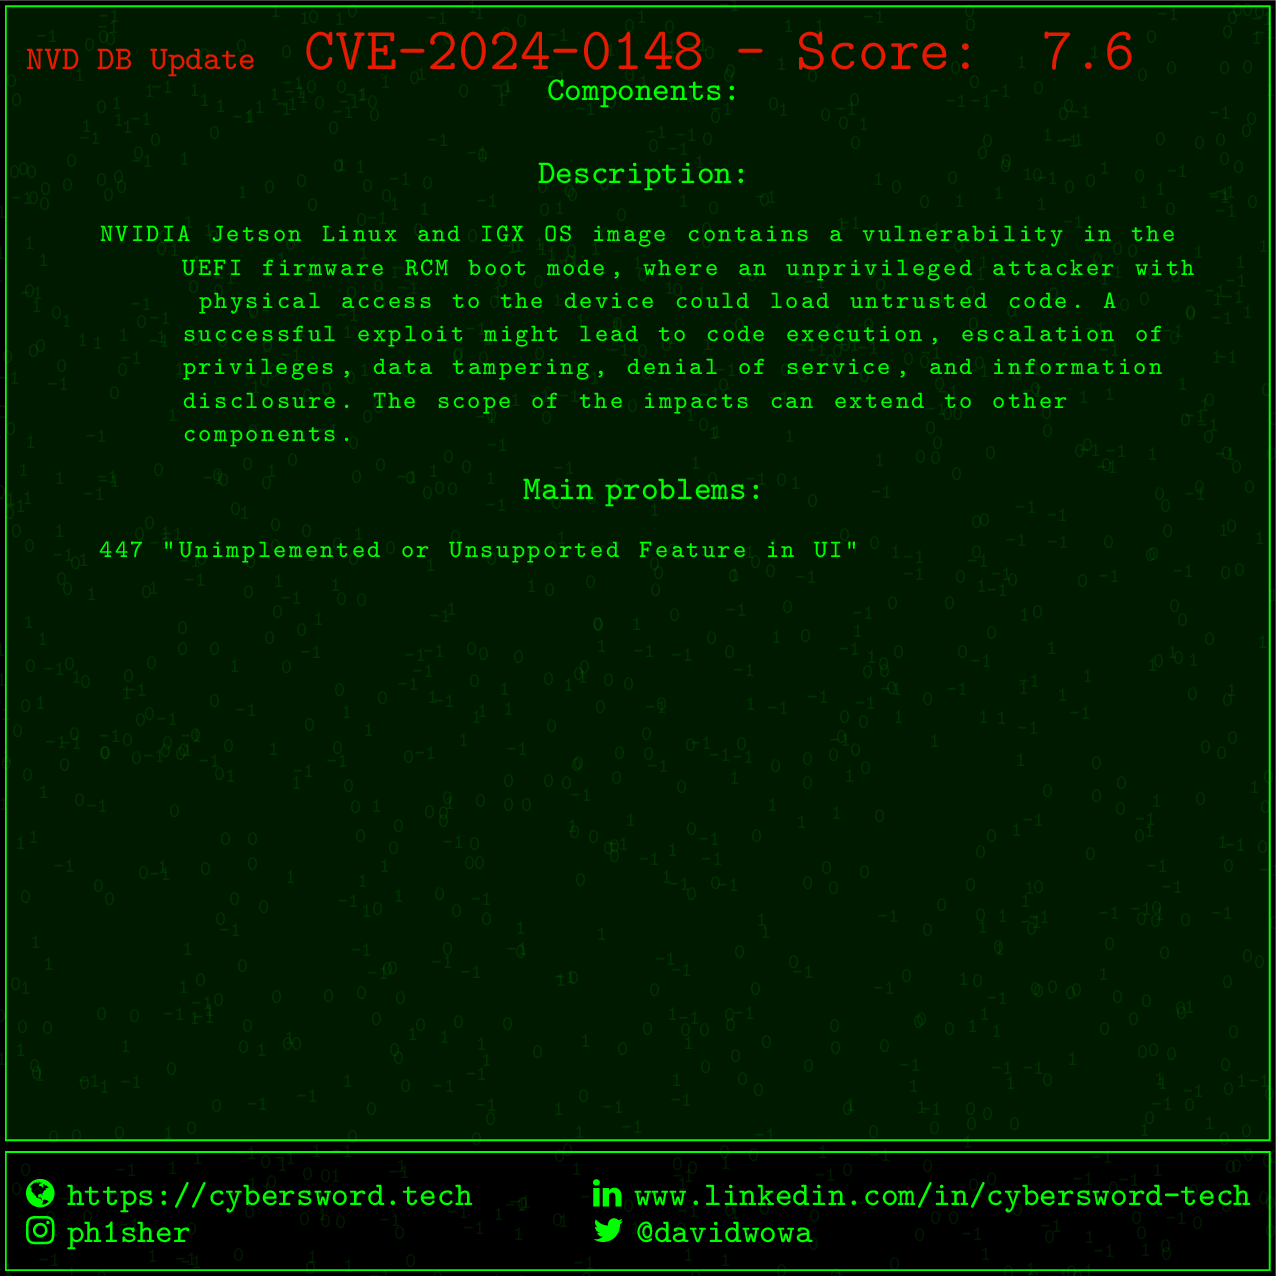 NVD DB Update CVE-2024-0148 - Score: 7.6
Components:
Description:
NVIDIA Jetson Linux and IGX OS image contains a vulnerability in the
UEFI firmware RCM boot mode, where an unprivileged attacker with
physical access to the device could load untrusted code. A
successful exploit might lead to code execution, escalation of
privileges, data tampering, denial of service, and information
disclosure. The scope of the impacts can extend to other
components.
Main problems:
447 "Unimplemented or Unsupported Feature in UI"
https://cybersword.tech
www.linkedin.com/in/cybersword-tech
ph1sher
@davidwowa